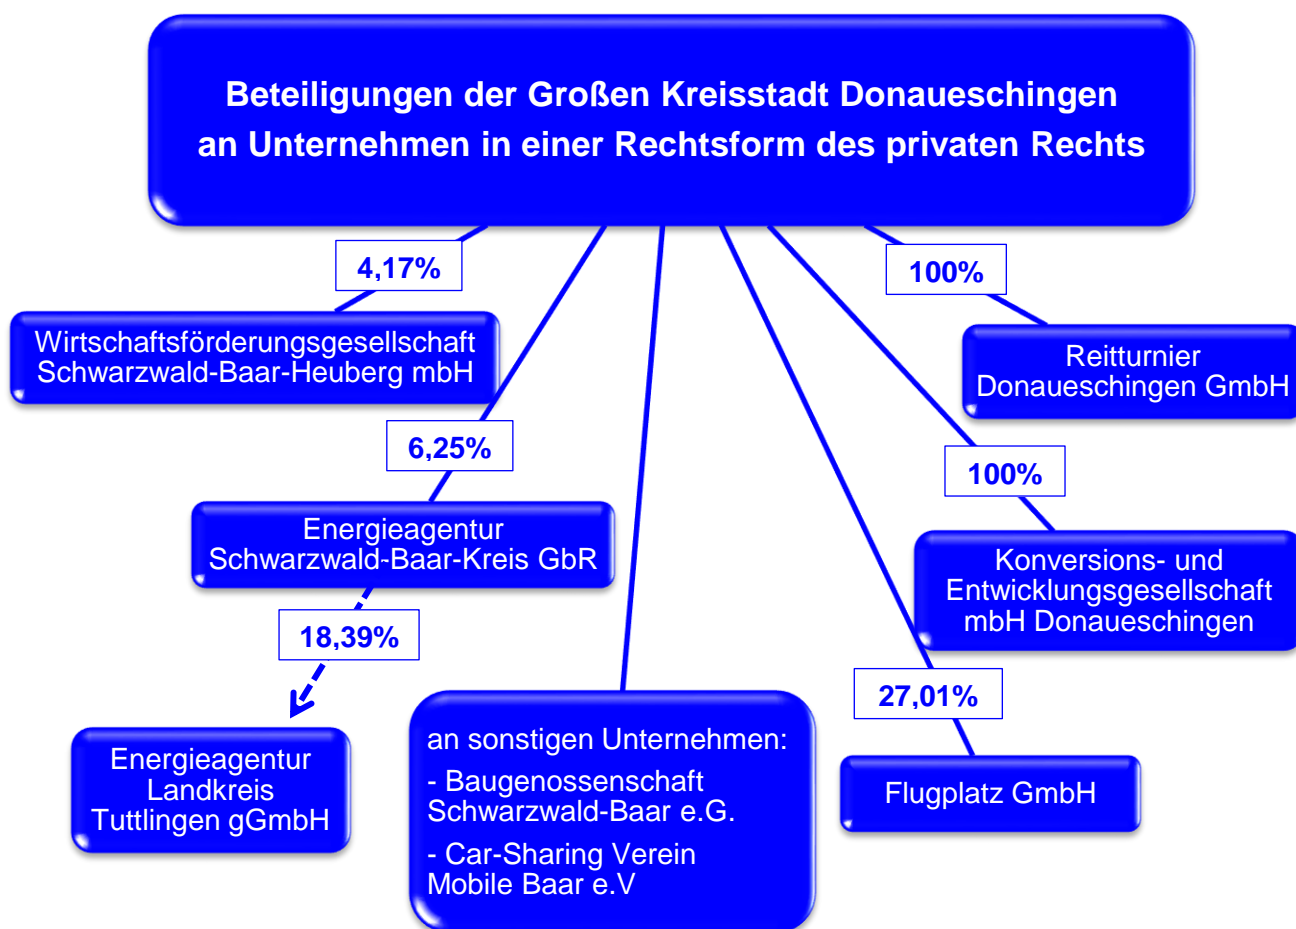 Beteiligungen der Großen Kreisstadt Donaueschingen
an Unternehmen in einer Rechtsform des privaten Rechts
4,17%
100%
Wirtschaftsförderungsgesellschaft
Schwarzwald-Baar-Heuberg mbH
Reitturnier
Donaueschingen GmbH
6,25%
100%
Energieagentur
Schwarzwald-Baar-Kreis GbR
Konversions- und
Entwicklungsgesellschaft
mbH Donaueschingen
18,39%
27,01%
Energieagentur
Landkreis
Tuttlingen gGmbH
an sonstigen Unternehmen:
- Baugenossenschaft
Schwarzwald-Baar e.G.
- Car-Sharing Verein
Mobile Baar e.V
Flugplatz GmbH